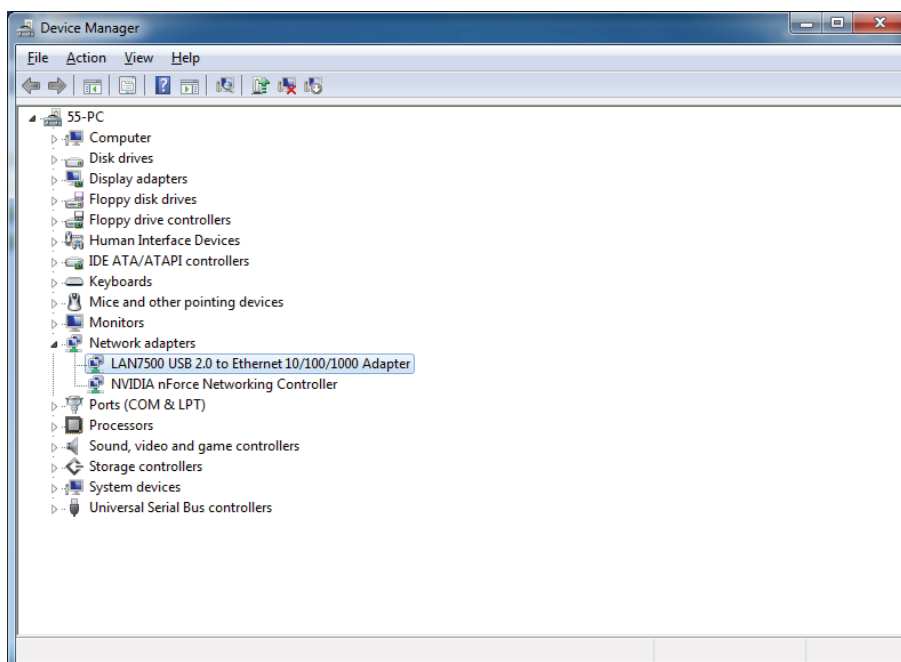 Device Manager
File Action View Help
55-PC
Computer
Disk drives
Display adapters
Floppy disk drives
Floppy drive controllers
Human Interface Devices
IDE ATA/ATAPI controllers
Keyboards
Mice and other pointing devices
Monitors
Network adapters
LAN7500 USB 2.0 to Ethernet 10/100/1000 Adapter
NVIDIA nForce Networking Controller
Ports (COM & LPT)
Processors
Sound, video and game controllers
Storage controllers
System devices
Universal Serial Bus controllers